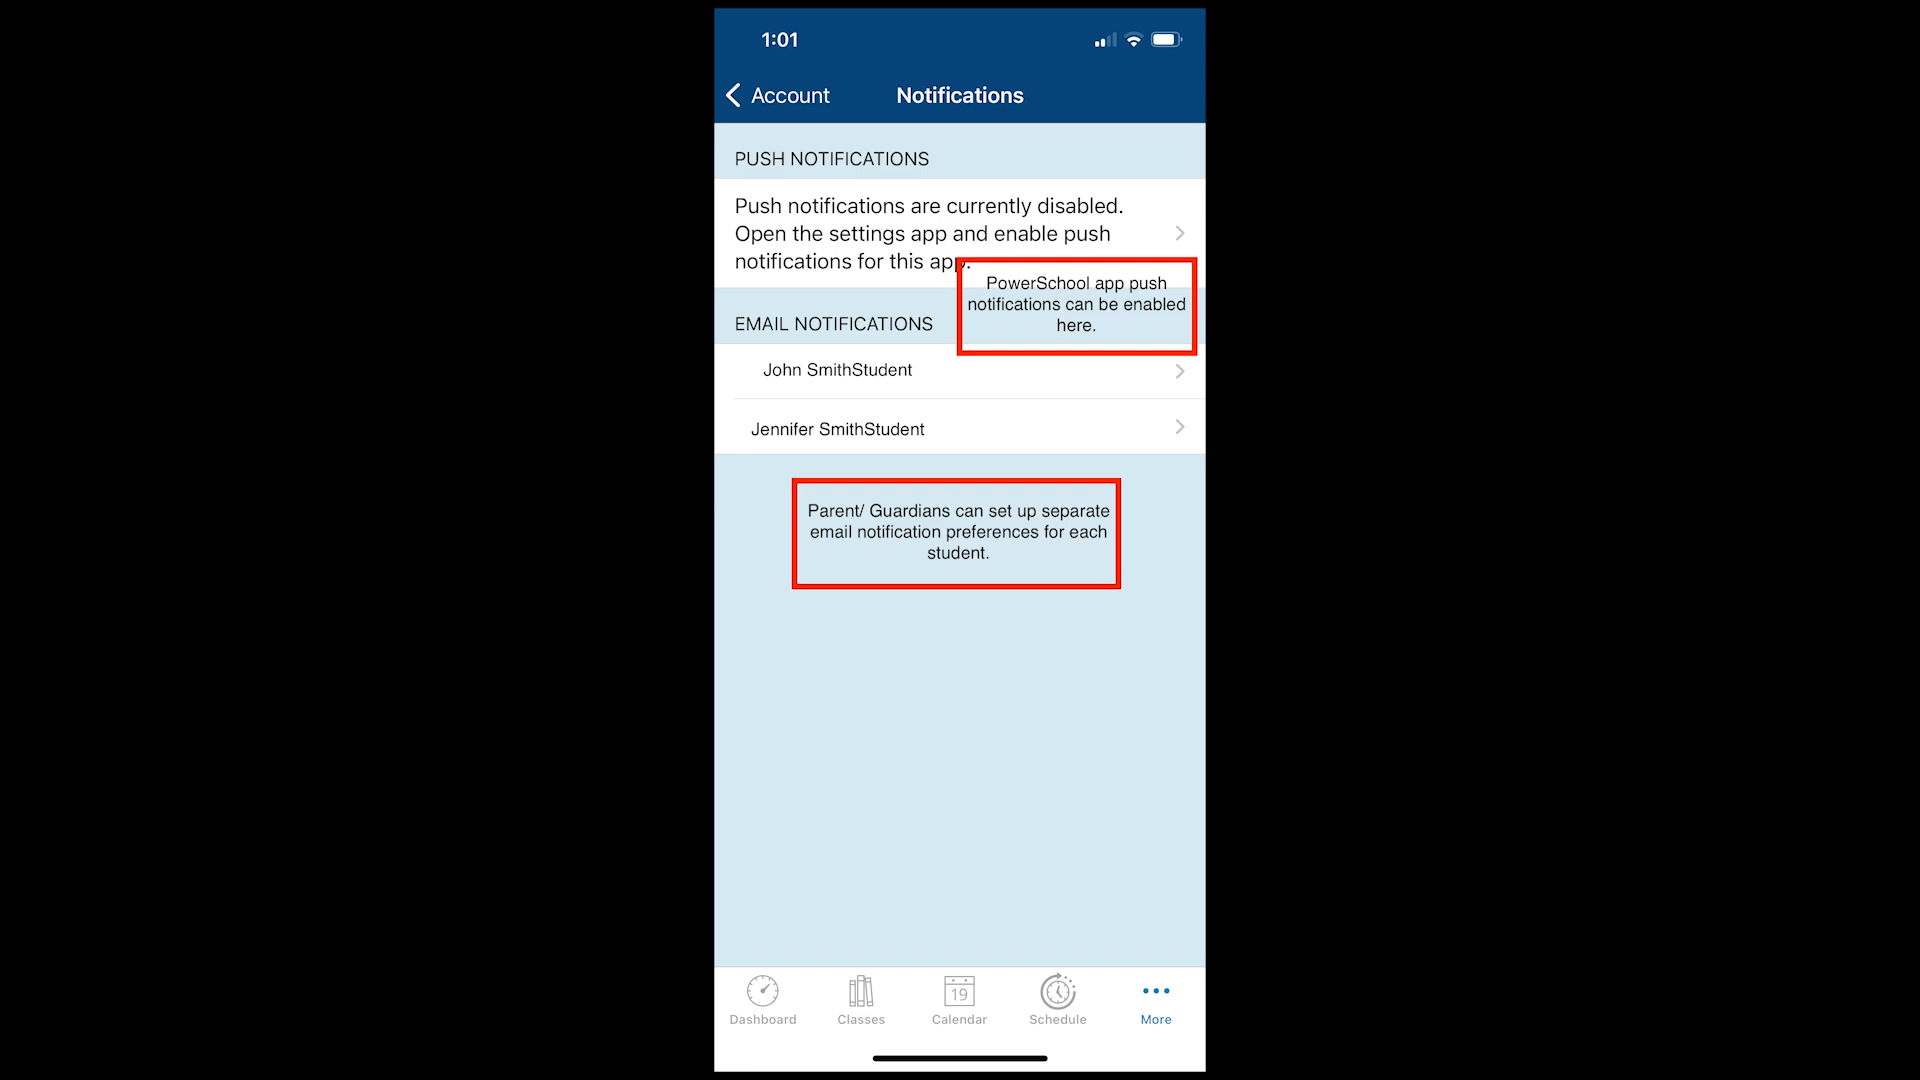 1:01
Account
Notifications
PUSH NOTIFICATIONS
Push notifications are currently disabled.
Open the settings app and enable push
notifications for this app.
PowerSchool app push
notifications can be enabled
here.
EMAIL NOTIFICATIONS
John SmithStudent
Jennifer SmithStudent
Parent/ Guardians can set up separate
email notification preferences for each
student.
19
Dashboard
Classes
Calendar
Schedule
More